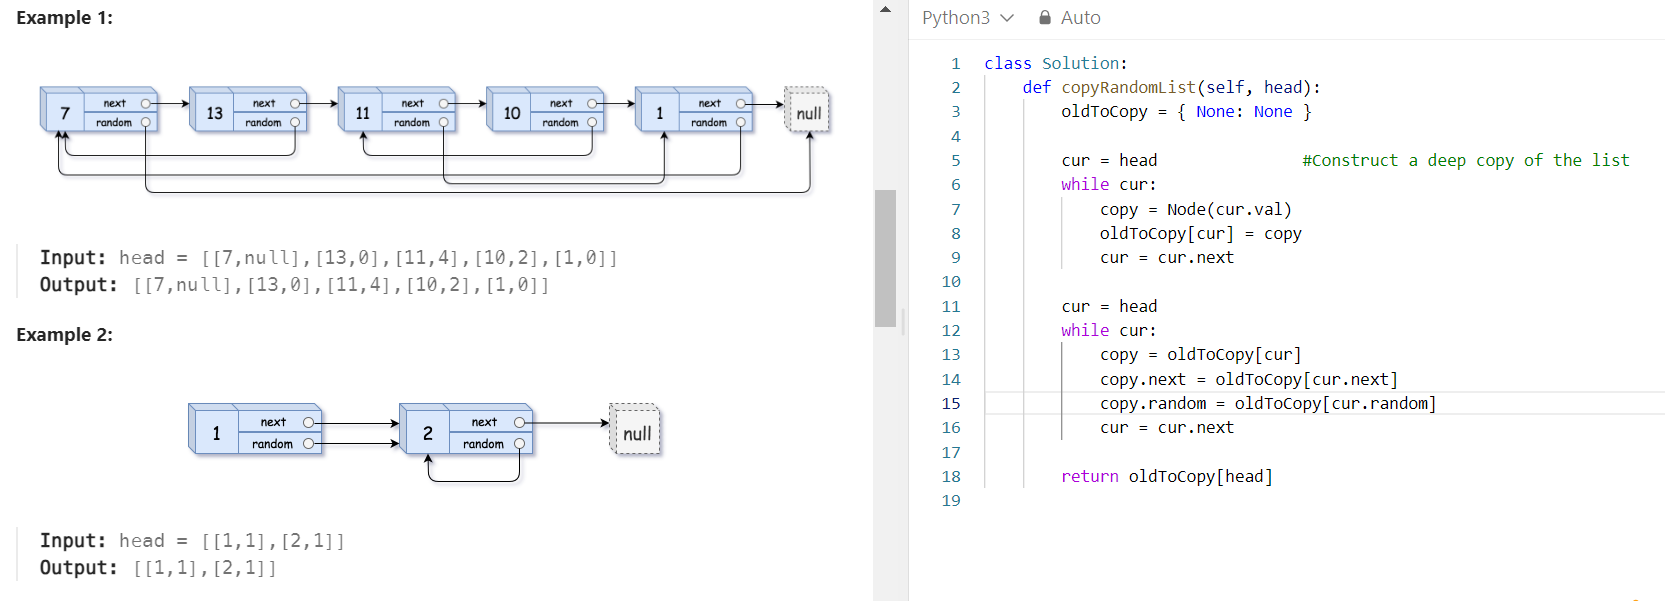 Example 1:
7 next random 13 next random 11 next random 10 next random 1 next random null
Input: head = [[7,null],[13,0],[11,4],[10,2],[1,0]]
Output: [[7,null],[13,0],[11,4],[10,2],[1,0]]
Example 2:
1 next random 2 next random null
Input: head = [[1,1],[2,1]]
Output: [[1,1],[2,1]]
Python3 Auto
1 class Solution:
2     def copyRandomList(self, head):
3         oldToCopy = { None: None }
4
5         cur = head               #Construct a deep copy of the list
6         while cur:
7             copy = Node(cur.val)
8             oldToCopy[cur] = copy
9             cur = cur.next
10
11         cur = head
12         while cur:
13             copy = oldToCopy[cur]
14             copy.next = oldToCopy[cur.next]
15             copy.random = oldToCopy[cur.random]
16             cur = cur.next
17
18         return oldToCopy[head]
19